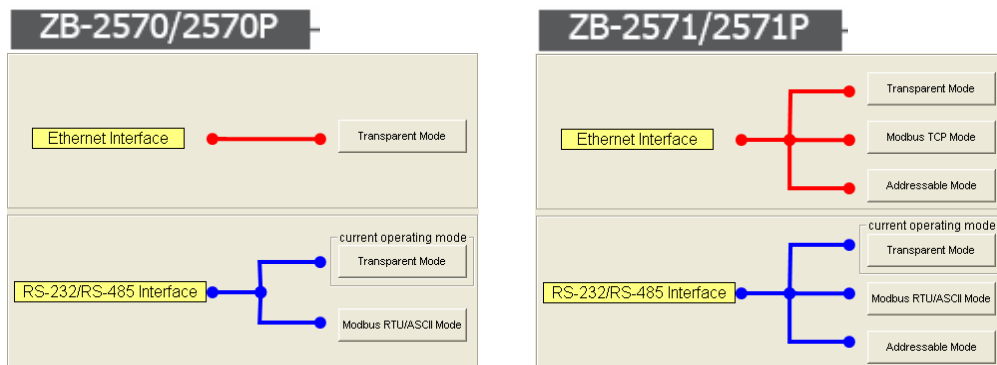 ZB-2570/2570P
Ethernet Interface
Transparent Mode
current operating mode
Transparent Mode
RS-232/RS-485 Interface
Modbus RTU/ASCII Mode
ZB-2571/2571P
Transparent Mode
Ethernet Interface
Modbus TCP Mode
Addressable Mode
current operating mode
Transparent Mode
RS-232/RS-485 Interface
Modbus RTU/ASCII Mode
Addressable Mode